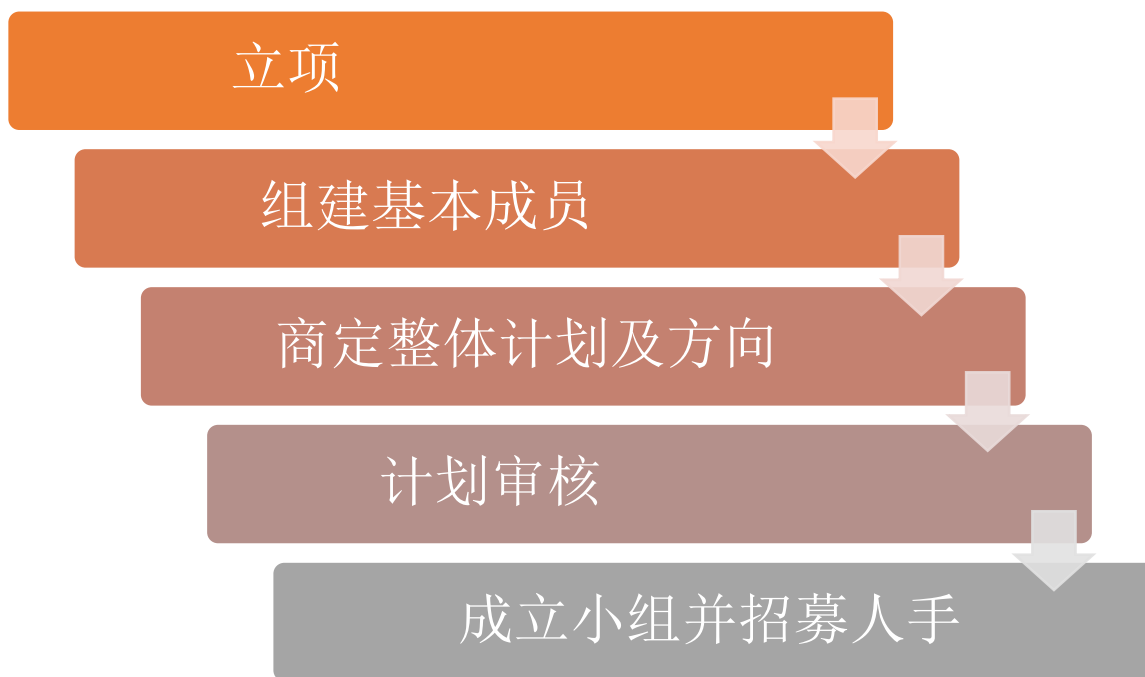 立项
组建基本成员
商定整体计划及方向
计划审核
成立小组并招募人手